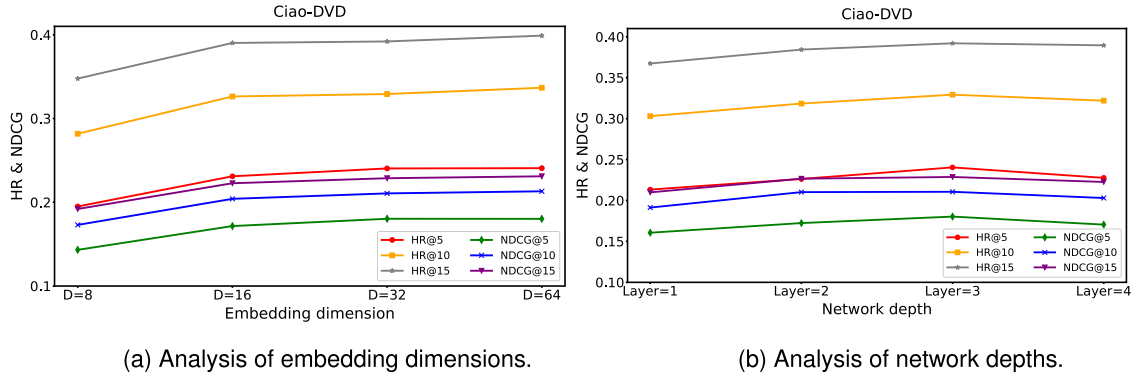 Ciao-DVD
0.4
0.3
0.2
0.1
HR & NDCG
HR@5
HR@10
HR@15
NDCG@5
NDCG@10
NDCG@15
D=8
D=16
D=32
D=64
Embedding dimension
(a) Analysis of embedding dimensions.
Ciao-DVD
0.40
0.35
0.30
0.25
0.20
0.15
0.10
HR & NDCG
HR@5
HR@10
HR@15
NDCG@5
NDCG@10
NDCG@15
Layer=1
Layer=2
Layer=3
Layer=4
Network depth
(b) Analysis of network depths.